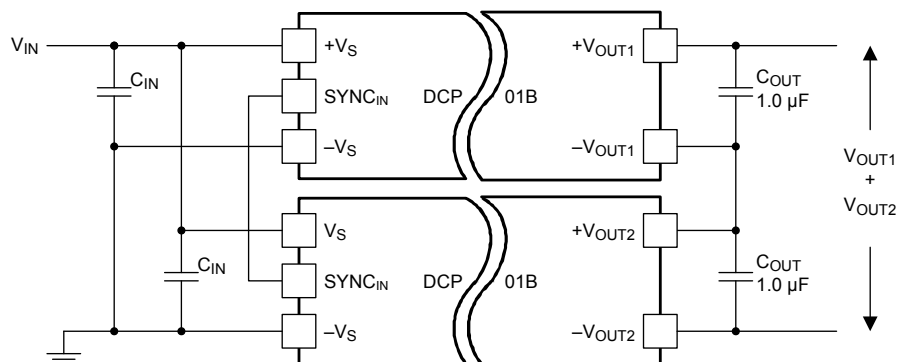 VIN
CIN
+VS
SYNCIN
–VS
DCP
01B
+VOUT1
–VOUT1
COUT
1.0 µF
VOUT1
+
VOUT2
CIN
VS
SYNCIN
–VS
DCP
01B
+VOUT2
–VOUT2
COUT
1.0 µF